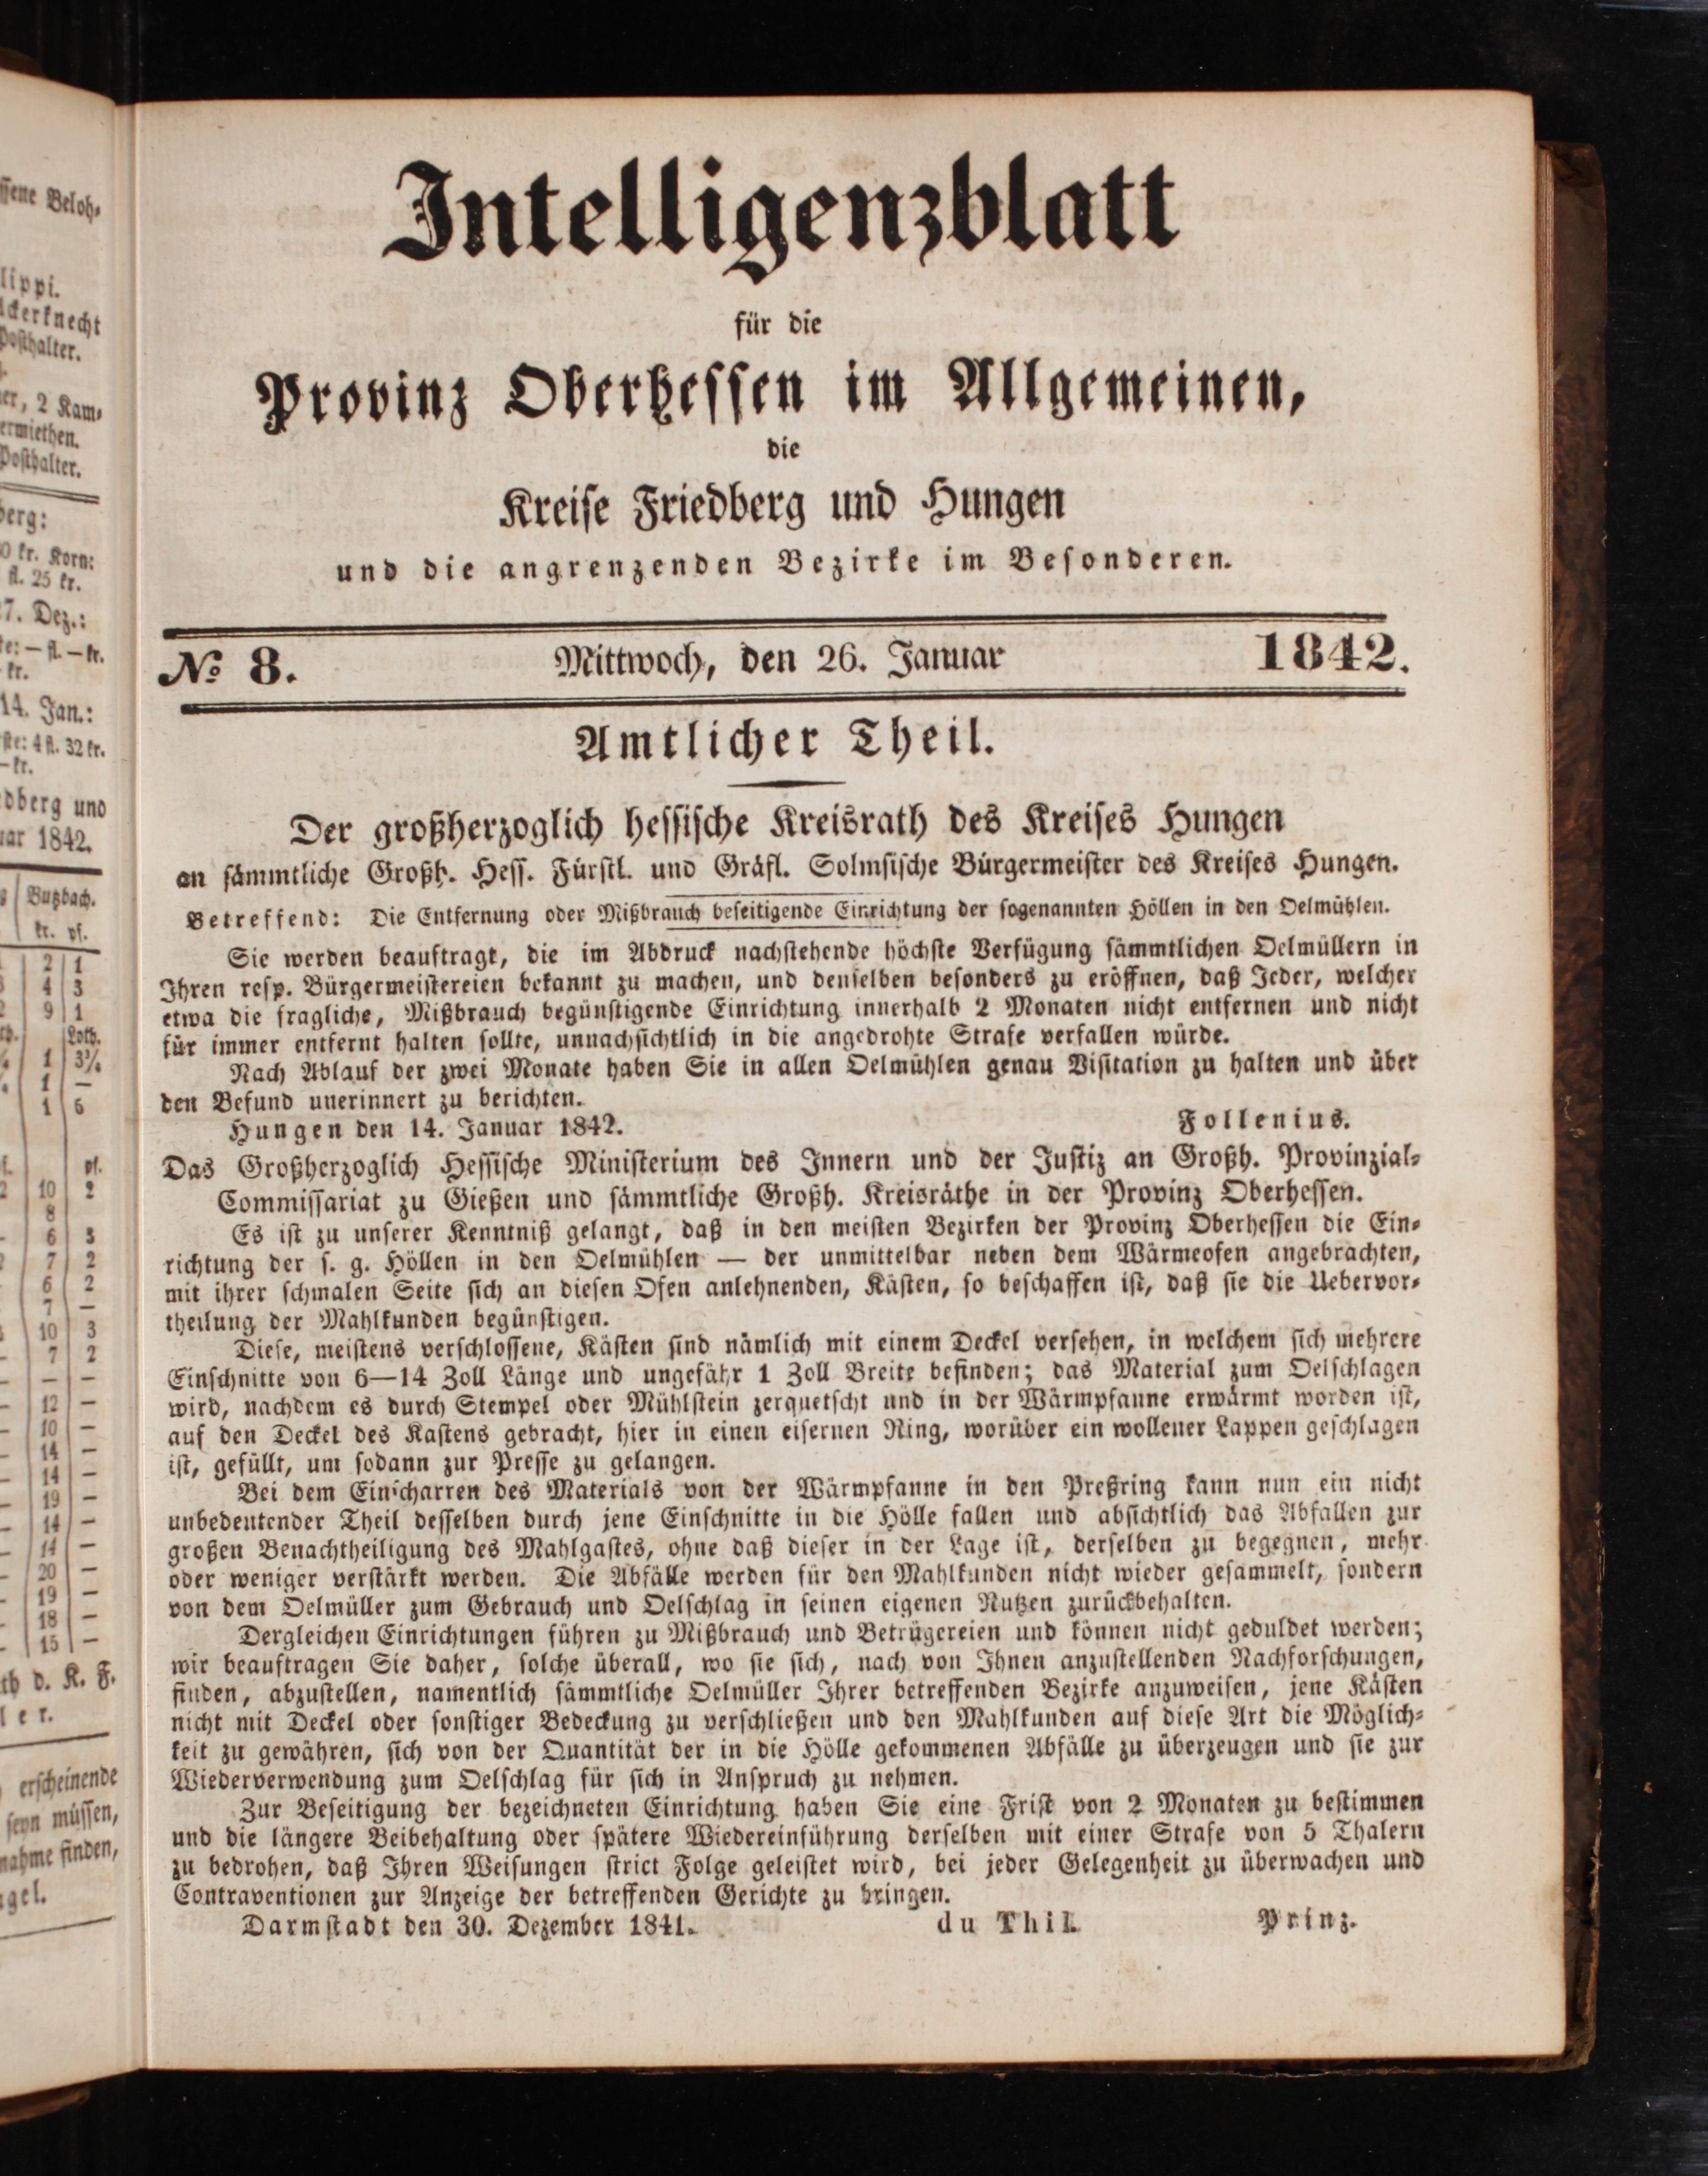 Intelligenzblatt
für die
Provinz Oberhessen im Allgemeinen,
die
Kreise Friedberg und Hungen
und die angrenzenden Bezirke im Besonderen.
№ 8. Mittwoch, den 26. Januar 1842.
Amtlicher Theil.
Der großherzoglich hessische Kreisrath des Kreises Hungen
an sämmtliche Großh. Hess. Fürstl. und Gräfl. Solmsische Bürgermeister des Kreises Hungen.
Betreffend: Die Entfernung oder Mißbrauch beseitigende Einrichtung der sogenannten Höllen in den Oelmühlen.
Sie werden beauftragt, die im Abdruck nachstehende höchste Verfügung sämmtlichen Oelmüllern in
Ihren resp. Bürgermeistereien bekannt zu machen, und denselben besonders zu eröffnen, daß Jeder, welcher
etwa die fragliche, Mißbrauch begünstigende Einrichtung innerhalb 2 Monaten nicht entfernen und nicht
für immer entfernt halten sollte, unnachsichtlich in die angedrohte Strafe verfallen würde.
Nach Ablauf der zwei Monate haben Sie in allen Oelmühlen genau Visitation zu halten und über
den Befund unerinnert zu berichten.
Hungen den 14. Januar 1842. Follenius.
Das Großherzoglich Hessische Ministerium des Innern und der Justiz an Großh. Provinzial-
Commissariat zu Gießen und sämmtliche Großh. Kreisräthe in der Provinz Oberhessen.
Es ist zu unserer Kenntniß gelangt, daß in den meisten Bezirken der Provinz Oberhessen die Ein-
richtung der s. g. Höllen in den Oelmühlen — der unmittelbar neben dem Wärmeofen angebrachten,
mit ihrer schmalen Seite sich an diesen Ofen anlehnenden, Kästen, so beschaffen ist, daß sie die Uebervor-
theilung der Mahlkunden begünstigen.
Diese, meistens verschlossene, Kästen sind nämlich mit einem Deckel versehen, in welchem sich mehrere
Einschnitte von 6—14 Zoll Länge und ungefähr 1 Zoll Breite befinden; das Material zum Oelschlagen
wird, nachdem es durch Stempel oder Mühlstein zerquetscht und in der Wärmpfanne erwärmt worden ist,
auf den Deckel des Kastens gebracht, hier in einen eisernen Ring, worüber ein wollener Lappen geschlagen
ist, gefüllt, um sodann zur Presse zu gelangen.
Bei dem Einscharren des Materials von der Wärmpfanne in den Preßring kann nun ein nicht
unbedeutender Theil desselben durch jene Einschnitte in die Hölle fallen und absichtlich das Abfallen zur
großen Benachtheiligung des Mahlgastes, ohne daß dieser in der Lage ist, derselben zu begegnen, mehr
oder weniger verstärkt werden. Die Abfälle werden für den Mahlkunden nicht wieder gesammelt, sondern
von dem Oelmüller zum Gebrauch und Oelschlag in seinen eigenen Nutzen zurückbehalten.
Dergleichen Einrichtungen führen zu Mißbrauch und Betrügereien und können nicht geduldet werden;
wir beauftragen Sie daher, solche überall, wo sie sich, nach von Ihnen anzustellenden Nachforschungen,
finden, abzustellen, namentlich sämmtliche Oelmüller Ihrer betreffenden Bezirke anzuweisen, jene Kästen
nicht mit Deckel oder sonstiger Bedeckung zu verschließen und den Mahlkunden auf diese Art die Möglich-
keit zu gewähren, sich von der Quantität der in die Hölle gekommenen Abfälle zu überzeugen und sie zur
Wiederverwendung zum Oelschlag für sich in Anspruch zu nehmen.
Zur Beseitigung der bezeichneten Einrichtung haben Sie eine Frist von 2 Monaten zu bestimmen
und die längere Beibehaltung oder spätere Wiedereinführung derselben mit einer Strafe von 5 Thalern
zu bedrohen, daß Ihren Weisungen strict Folge geleistet wird, bei jeder Gelegenheit zu überwachen und
Contraventionen zur Anzeige der betreffenden Gerichte zu bringen.
Darmstadt den 30. Dezember 1841. du Thil. Prinz.